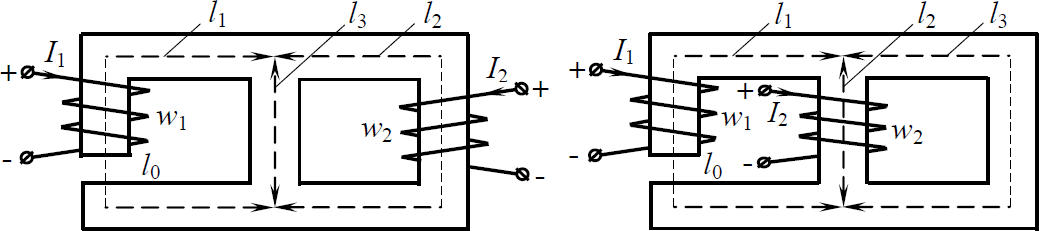 l₁ l₃ l₂
I₁
+
w₁
-
l₀
I₂
+
w₂
-
l₁ l₂ l₃
I₁
+
w₁
-
l₀
+
I₂
w₂
-